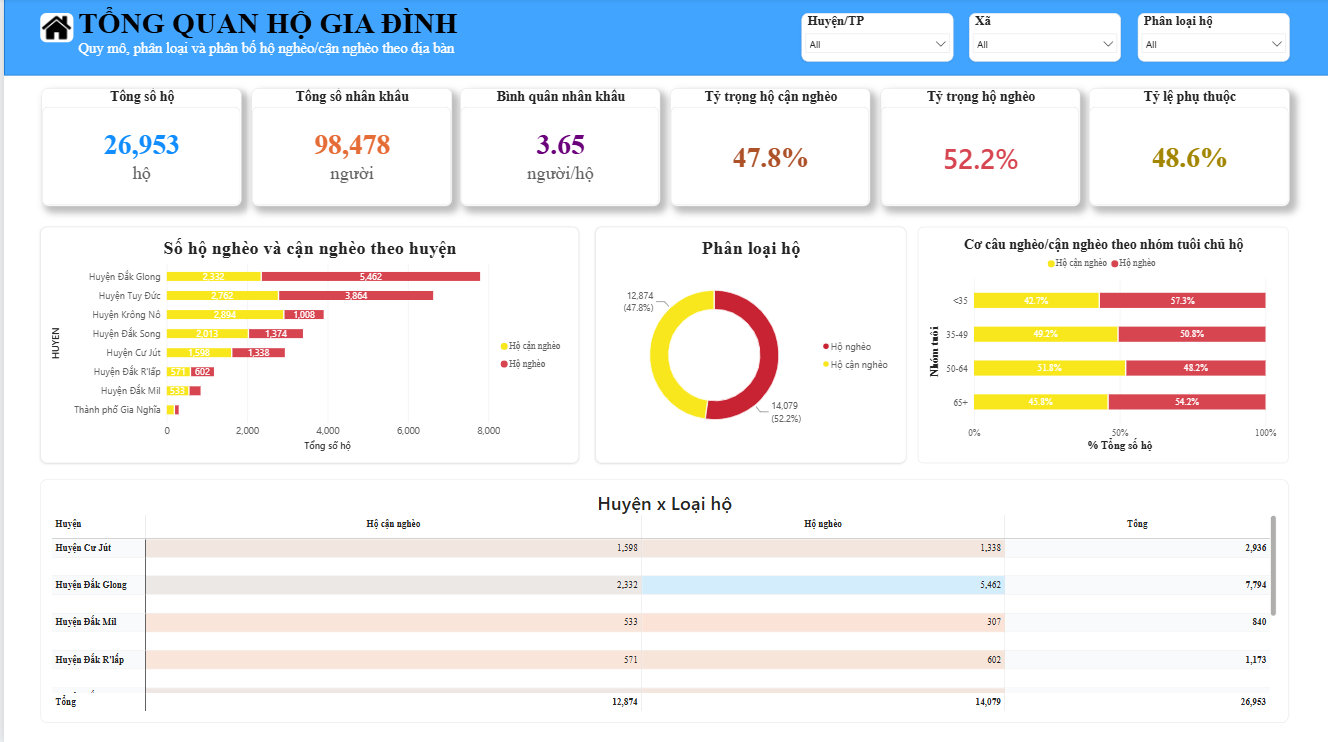 TỔNG QUAN HỘ GIA ĐÌNH
Quy mô, phân loại và phân bố hộ nghèo/cận nghèo theo địa bàn
Huyện/TP
All
Xã
All
Phân loại hộ
All
Tổng số hộ
26,953
hộ
Tổng số nhân khẩu
98,478
người
Bình quân nhân khẩu
3.65
người/hộ
Tỷ trọng hộ cận nghèo
47.8%
Tỷ trọng hộ nghèo
52.2%
Tỷ lệ phụ thuộc
48.6%
Số hộ nghèo và cận nghèo theo huyện
HUYEN
Huyện Đắk Glong 2,332 5,462
Huyện Tuy Đức 2,762 3,864
Huyện Krông Nô 2,894 1,008
Huyện Đắk Song 2,013 1,374
Huyện Cư Jút 1,598 1,338
Huyện Đắk R'lấp 571 602
Huyện Đắk Mil 533
Thành phố Gia Nghĩa
0 2,000 4,000 6,000 8,000
Tổng số hộ
Hộ cận nghèo
Hộ nghèo
Phân loại hộ
12,874
(47.8%)
14,079
(52.2%)
Hộ nghèo
Hộ cận nghèo
Cơ cấu nghèo/cận nghèo theo nhóm tuổi chủ hộ
Hộ cận nghèo Hộ nghèo
Nhóm tuổi
<35 42.7% 57.3%
35-49 49.2% 50.8%
50-64 51.8% 48.2%
65+ 45.8% 54.2%
0% 50% 100%
% Tổng số hộ
Huyện x Loại hộ
Huyện Hộ cận nghèo Hộ nghèo Tổng
Huyện Cư Jút 1,598 1,338 2,936
Huyện Đắk Glong 2,332 5,462 7,794
Huyện Đắk Mil 533 307 840
Huyện Đắk R'lấp 571 602 1,173
Tổng 12,874 14,079 26,953